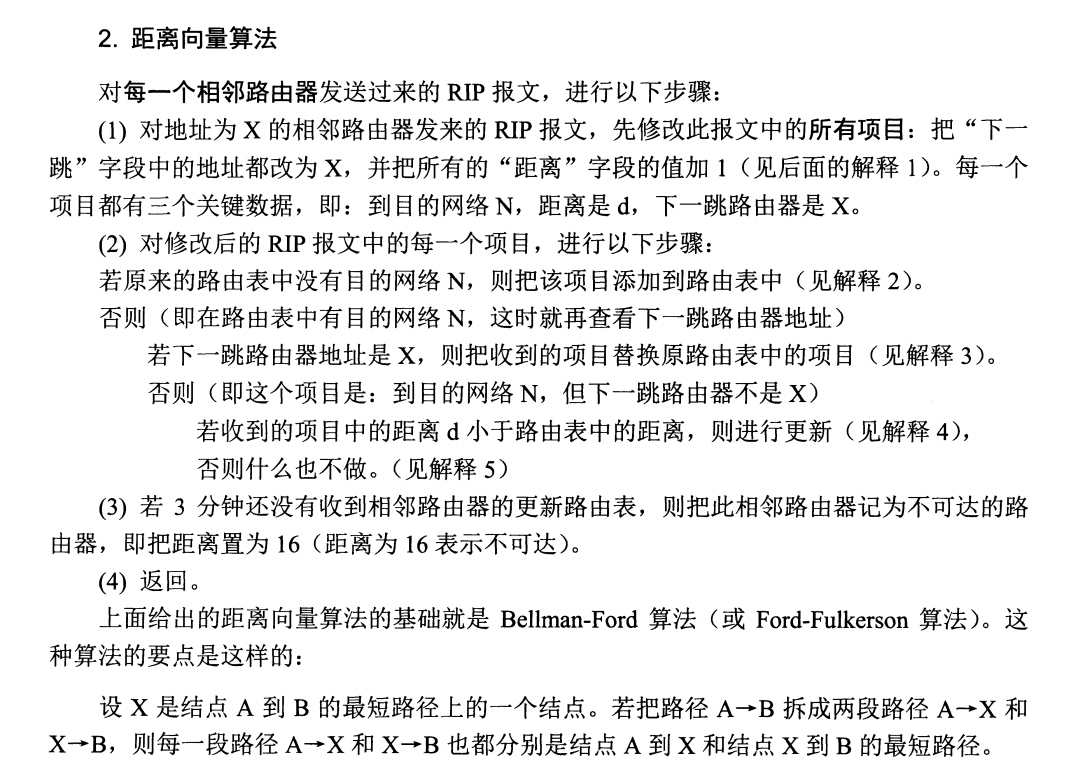 2. 距离向量算法
对每一个相邻路由器发送过来的 RIP 报文，进行以下步骤：
(1) 对地址为 X 的相邻路由器发来的 RIP 报文，先修改此报文中的所有项目：把“下一
跳”字段中的地址都改为 X，并把所有的“距离”字段的值加 1（见后面的解释 1）。每一个
项目都有三个关键数据，即：到目的网络 N，距离是 d，下一跳路由器是 X。
(2) 对修改后的 RIP 报文中的每一个项目，进行以下步骤：
若原来的路由表中没有目的网络 N，则把该项目添加到路由表中（见解释 2）。
否则（即在路由表中有目的网络 N，这时就再查看下一跳路由器地址）
若下一跳路由器地址是 X，则把收到的项目替换原路由表中的项目（见解释 3）。
否则（即这个项目是：到目的网络 N，但下一跳路由器不是 X）
若收到的项目中的距离 d 小于路由表中的距离，则进行更新（见解释 4），
否则什么也不做。（见解释 5）
(3) 若 3 分钟还没有收到相邻路由器的更新路由表，则把此相邻路由器记为不可达的路
由器，即把距离置为 16（距离为 16 表示不可达）。
(4) 返回。
上面给出的距离向量算法的基础就是 Bellman-Ford 算法（或 Ford-Fulkerson 算法）。这
种算法的要点是这样的：
设 X 是结点 A 到 B 的最短路径上的一个结点。若把路径 A→B 拆成两段路径 A→X 和
X→B，则每一段路径 A→X 和 X→B 也都分别是结点 A 到 X 和结点 X 到 B 的最短路径。